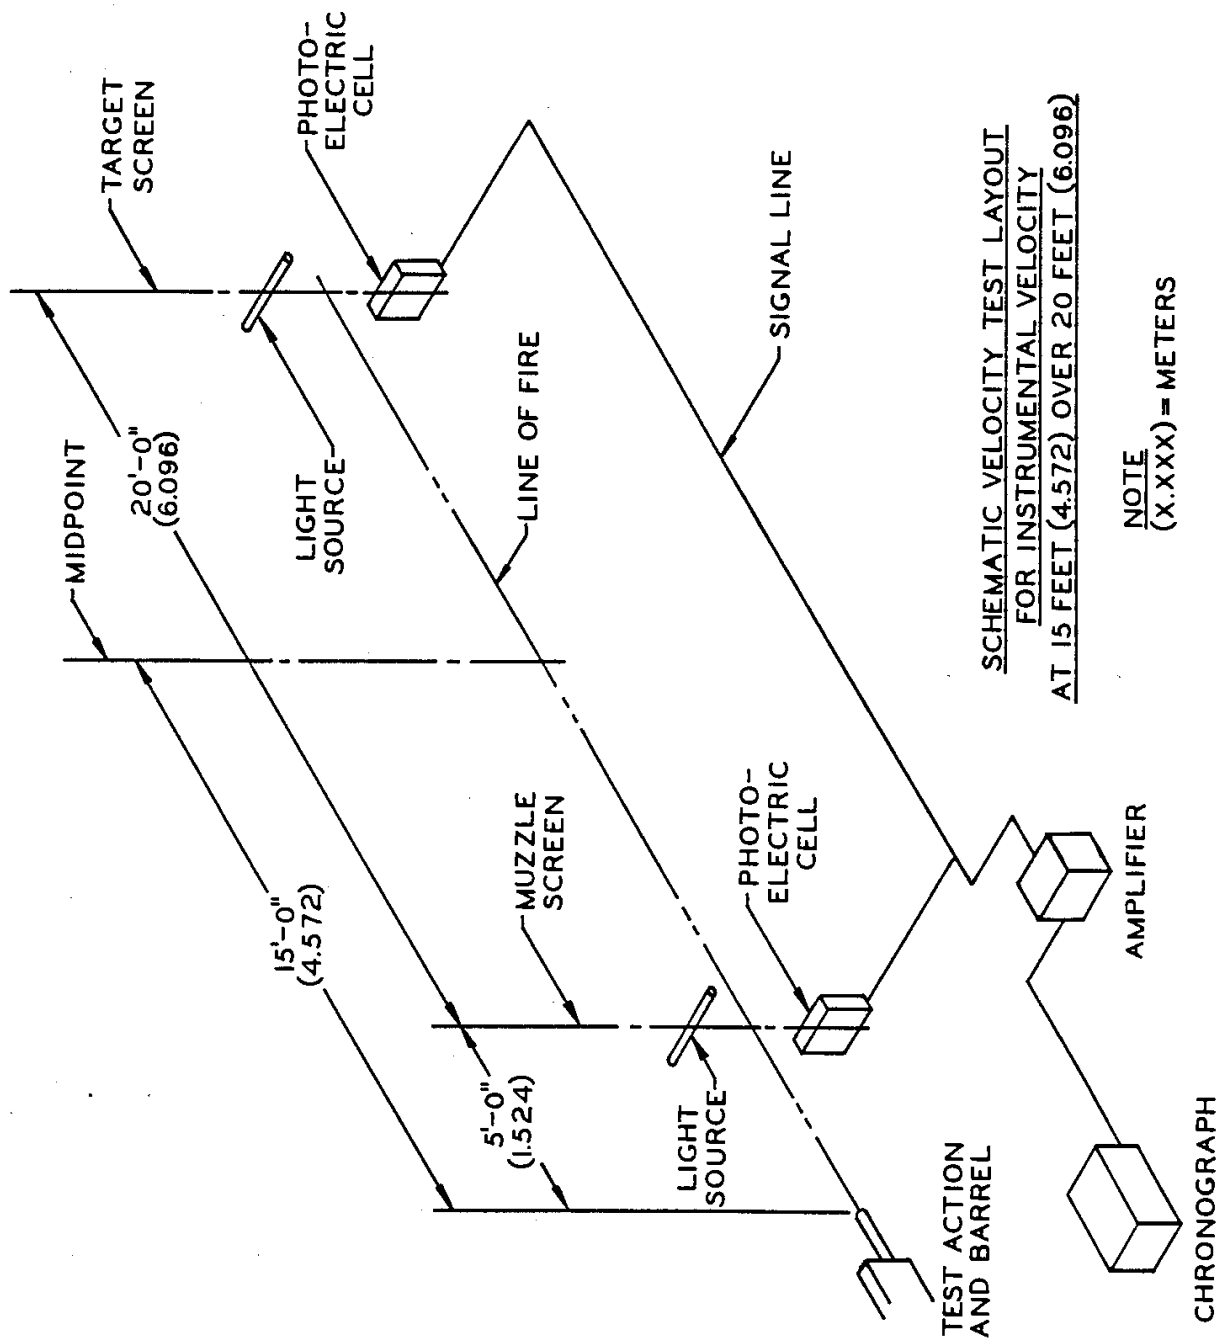 TARGET
SCREEN
PHOTO-
ELECTRIC
CELL
20'-0"
(6.096)
MIDPOINT
LIGHT
SOURCE
LINE OF FIRE
SIGNAL LINE
15'-0"
(4.572)
MUZZLE
SCREEN
PHOTO-
ELECTRIC
CELL
5'-0"
(1.524)
LIGHT
SOURCE
AMPLIFIER
TEST ACTION
AND BARREL
CHRONOGRAPH
SCHEMATIC VELOCITY TEST LAYOUT
FOR INSTRUMENTAL VELOCITY
AT 15 FEET (4.572) OVER 20 FEET (6.096)
NOTE
(X.XXX) = METERS